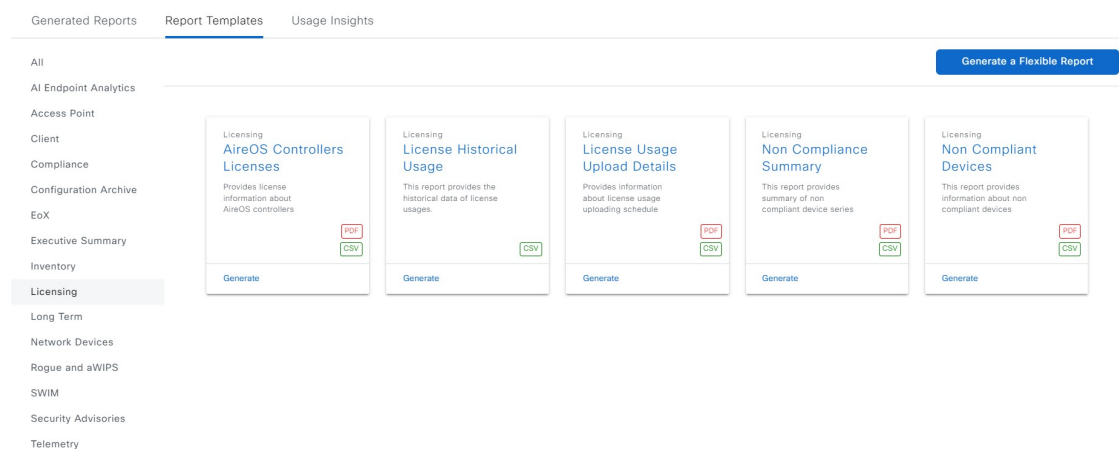 Generated Reports
Report Templates
Usage Insights
Generate a Flexible Report
All
AI Endpoint Analytics
Access Point
Client
Compliance
Configuration Archive
EoX
Executive Summary
Inventory
Licensing
Long Term
Network Devices
Rogue and aWIPS
SWIM
Security Advisories
Telemetry
Licensing
AireOS Controllers
Licenses
Provides license
information about
AireOS controllers
PDF
CSV
Generate
Licensing
License Historical
Usage
This report provides the
historical data of license
usages.
CSV
Generate
Licensing
License Usage
Upload Details
Provides information
about license usage
uploading schedule
PDF
CSV
Generate
Licensing
Non Compliance
Summary
This report provides
summary of non
compliant device series
PDF
CSV
Generate
Licensing
Non Compliant
Devices
This report provides
information about non
compliant devices
PDF
CSV
Generate